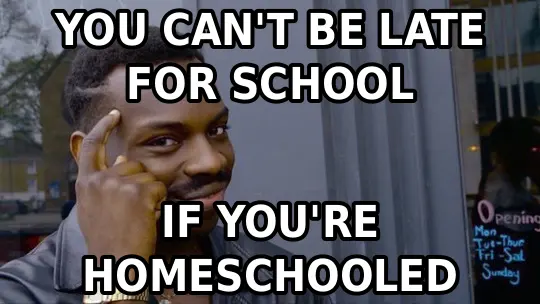 YOU CAN'T BE LATE
FOR SCHOOL
IF YOU'RE
HOMESCHOOLED
Opening
Mon
Tue-Thur
Fri-Sat
Sunday